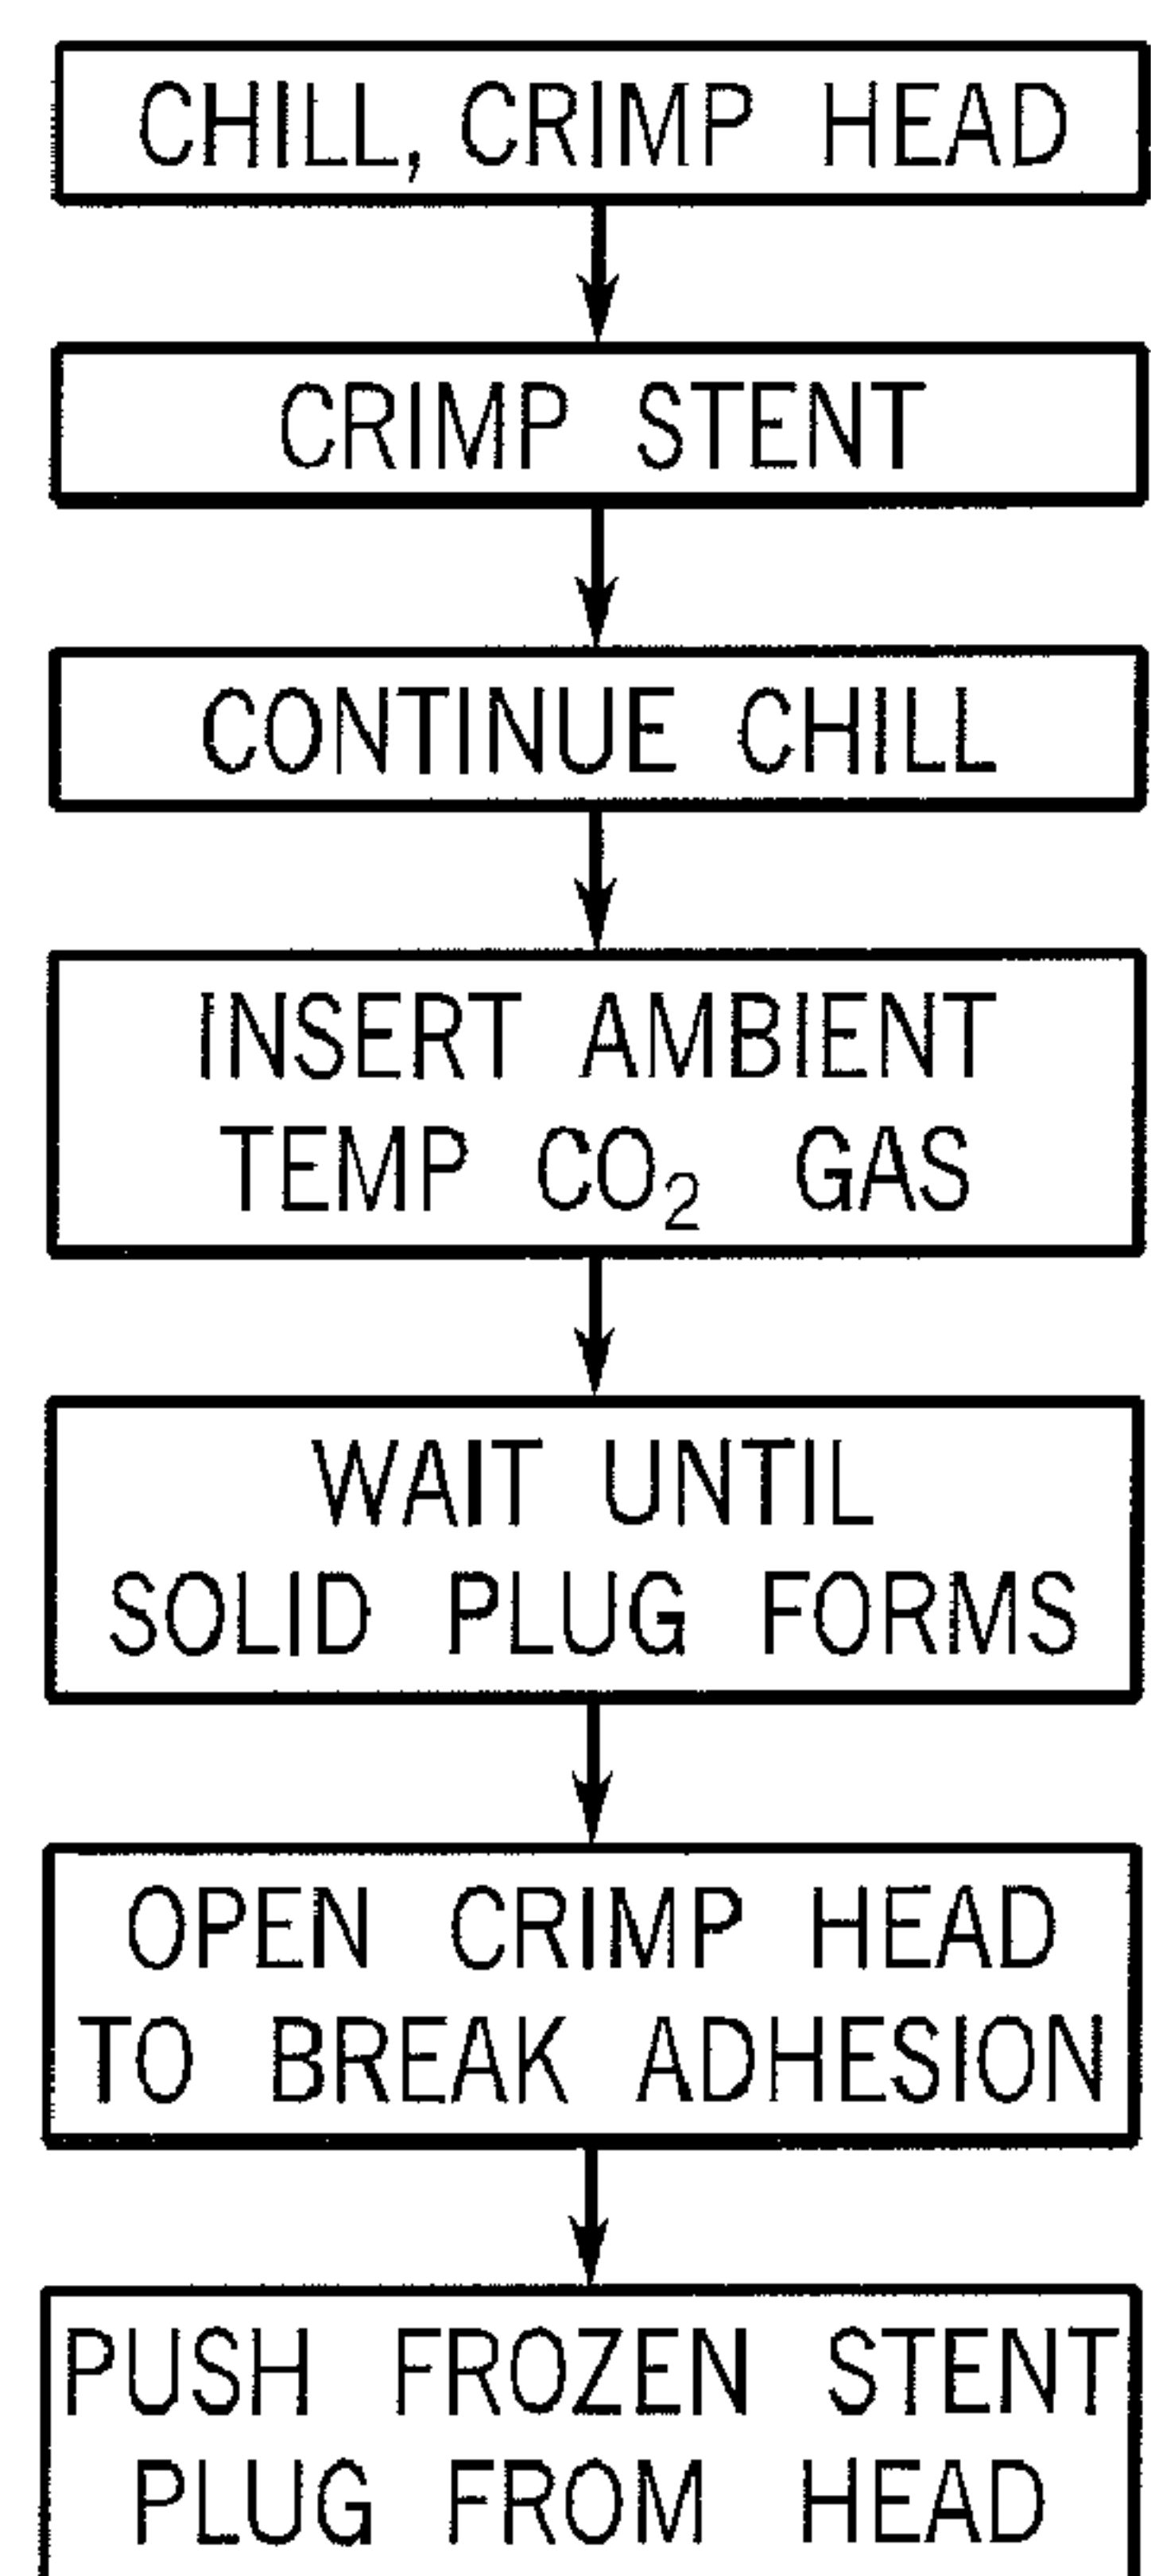 CHILL, CRIMP HEAD
CRIMP STENT
CONTINUE CHILL
INSERT AMBIENT
TEMP CO₂ GAS
WAIT UNTIL
SOLID PLUG FORMS
OPEN CRIMP HEAD
TO BREAK ADHESION
PUSH FROZEN STENT
PLUG FROM HEAD